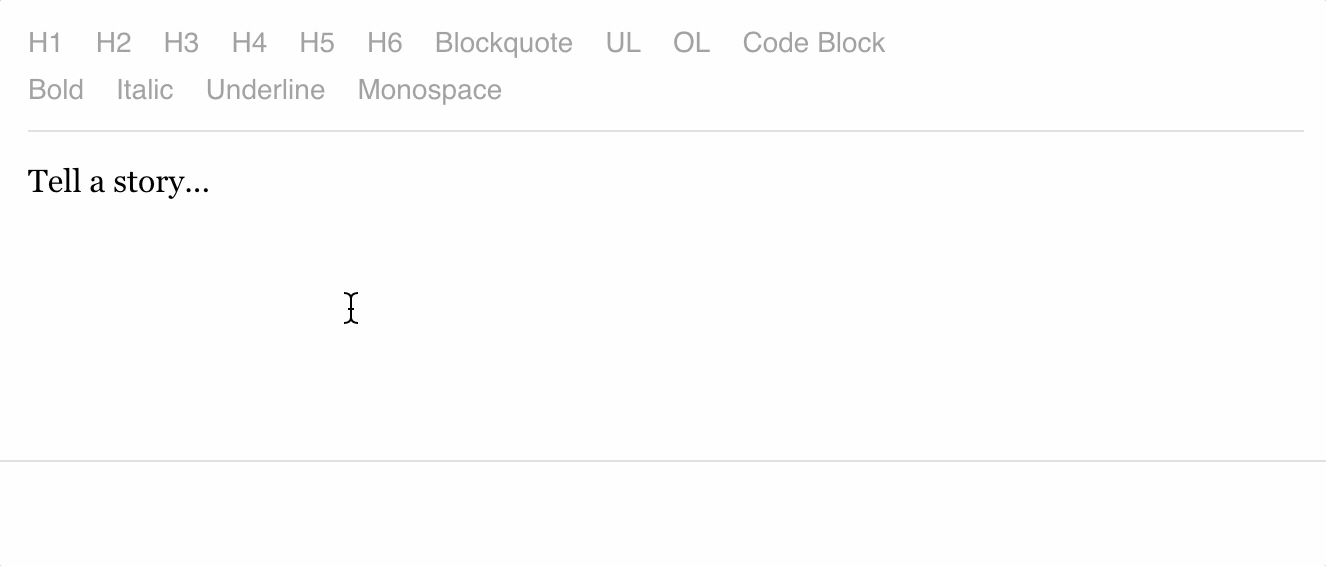 H1 H2 H3 H4 H5 H6 Blockquote UL OL Code Block
Bold Italic Underline Monospace
Tell a story...